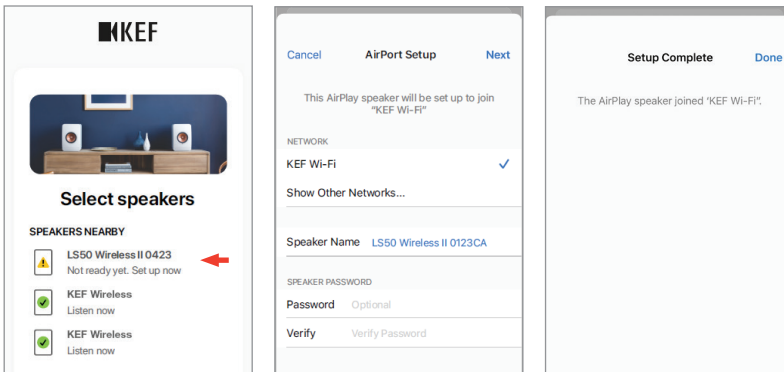 KEF
Select speakers
SPEAKERS NEARBY
LS50 Wireless II 0423
Not ready yet. Set up now
KEF Wireless
Listen now
KEF Wireless
Listen now
Cancel AirPort Setup Next
This AirPlay speaker will be set up to join
"KEF Wi-Fi"
NETWORK
KEF Wi-Fi
Show Other Networks...
Speaker Name LS50 Wireless II 0123CA
SPEAKER PASSWORD
Password Optional
Verify Verify Password
Setup Complete Done
The AirPlay speaker joined ‘KEF Wi-Fi”.